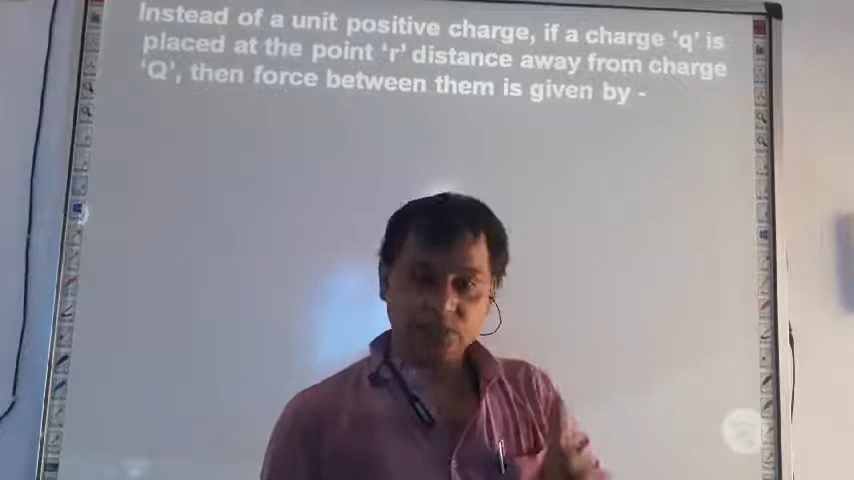 Instead of a unit positive charge, if a charge ‘q’ is
placed at the point ‘r’ distance away from charge
‘Q’, then force between them is given by -